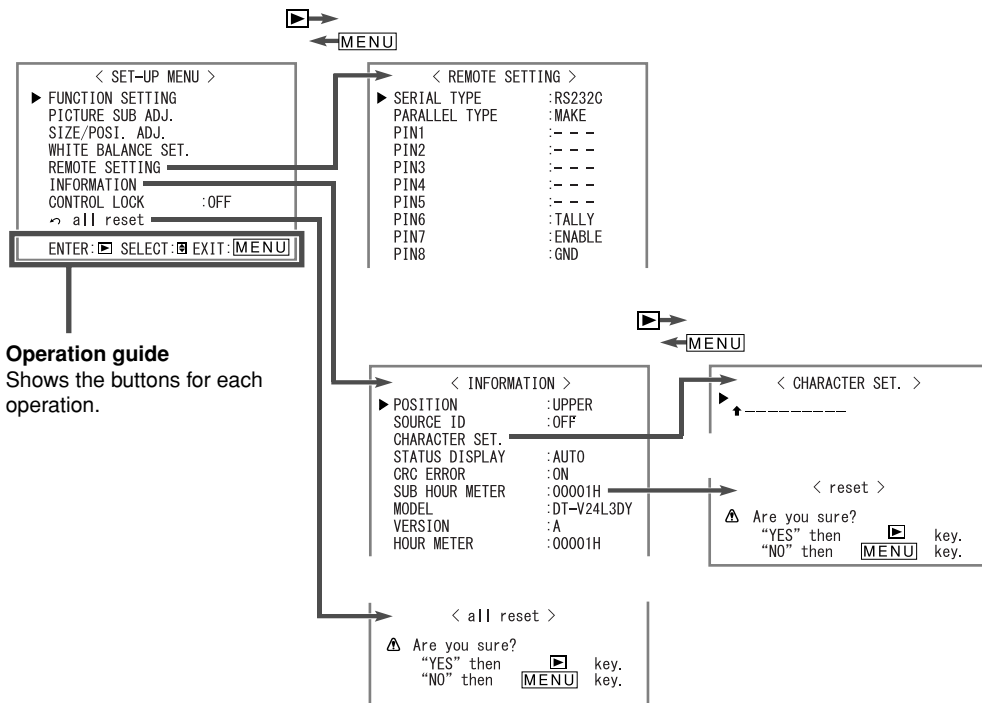 MENU
< SET-UP MENU >
▶ FUNCTION SETTING
PICTURE SUB ADJ.
SIZE/POSI. ADJ.
WHITE BALANCE SET.
REMOTE SETTING
INFORMATION
CONTROL LOCK :OFF
all reset
ENTER: ▶ SELECT: EXIT: MENU
Operation guide
Shows the buttons for each
operation.
< REMOTE SETTING >
▶ SERIAL TYPE :RS232C
PARALLEL TYPE :MAKE
PIN1 :– – –
PIN2 :– – –
PIN3 :– – –
PIN4 :– – –
PIN5 :– – –
PIN6 :TALLY
PIN7 :ENABLE
PIN8 :GND
MENU
< INFORMATION >
▶ POSITION :UPPER
SOURCE ID :OFF
CHARACTER SET.
STATUS DISPLAY :AUTO
CRC ERROR :ON
SUB HOUR METER :00001H
MODEL :DT-V24L3DY
VERSION :A
HOUR METER :00001H
< CHARACTER SET. >
< reset >
Are you sure?
“YES” then ▶ key.
“NO” then MENU key.
< all reset >
Are you sure?
“YES” then ▶ key.
“NO” then MENU key.